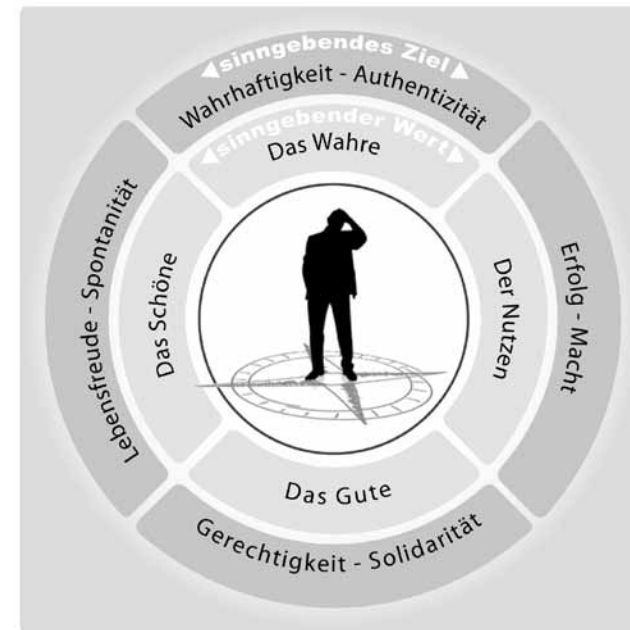 sinngebendes Ziel
Wahrhaftigkeit - Authentizität
sinngebender Wert
Das Wahre
Lebensfreude - Spontanität
Das Schöne
Der Nutzen
Erfolg - Macht
Das Gute
Gerechtigkeit - Solidarität